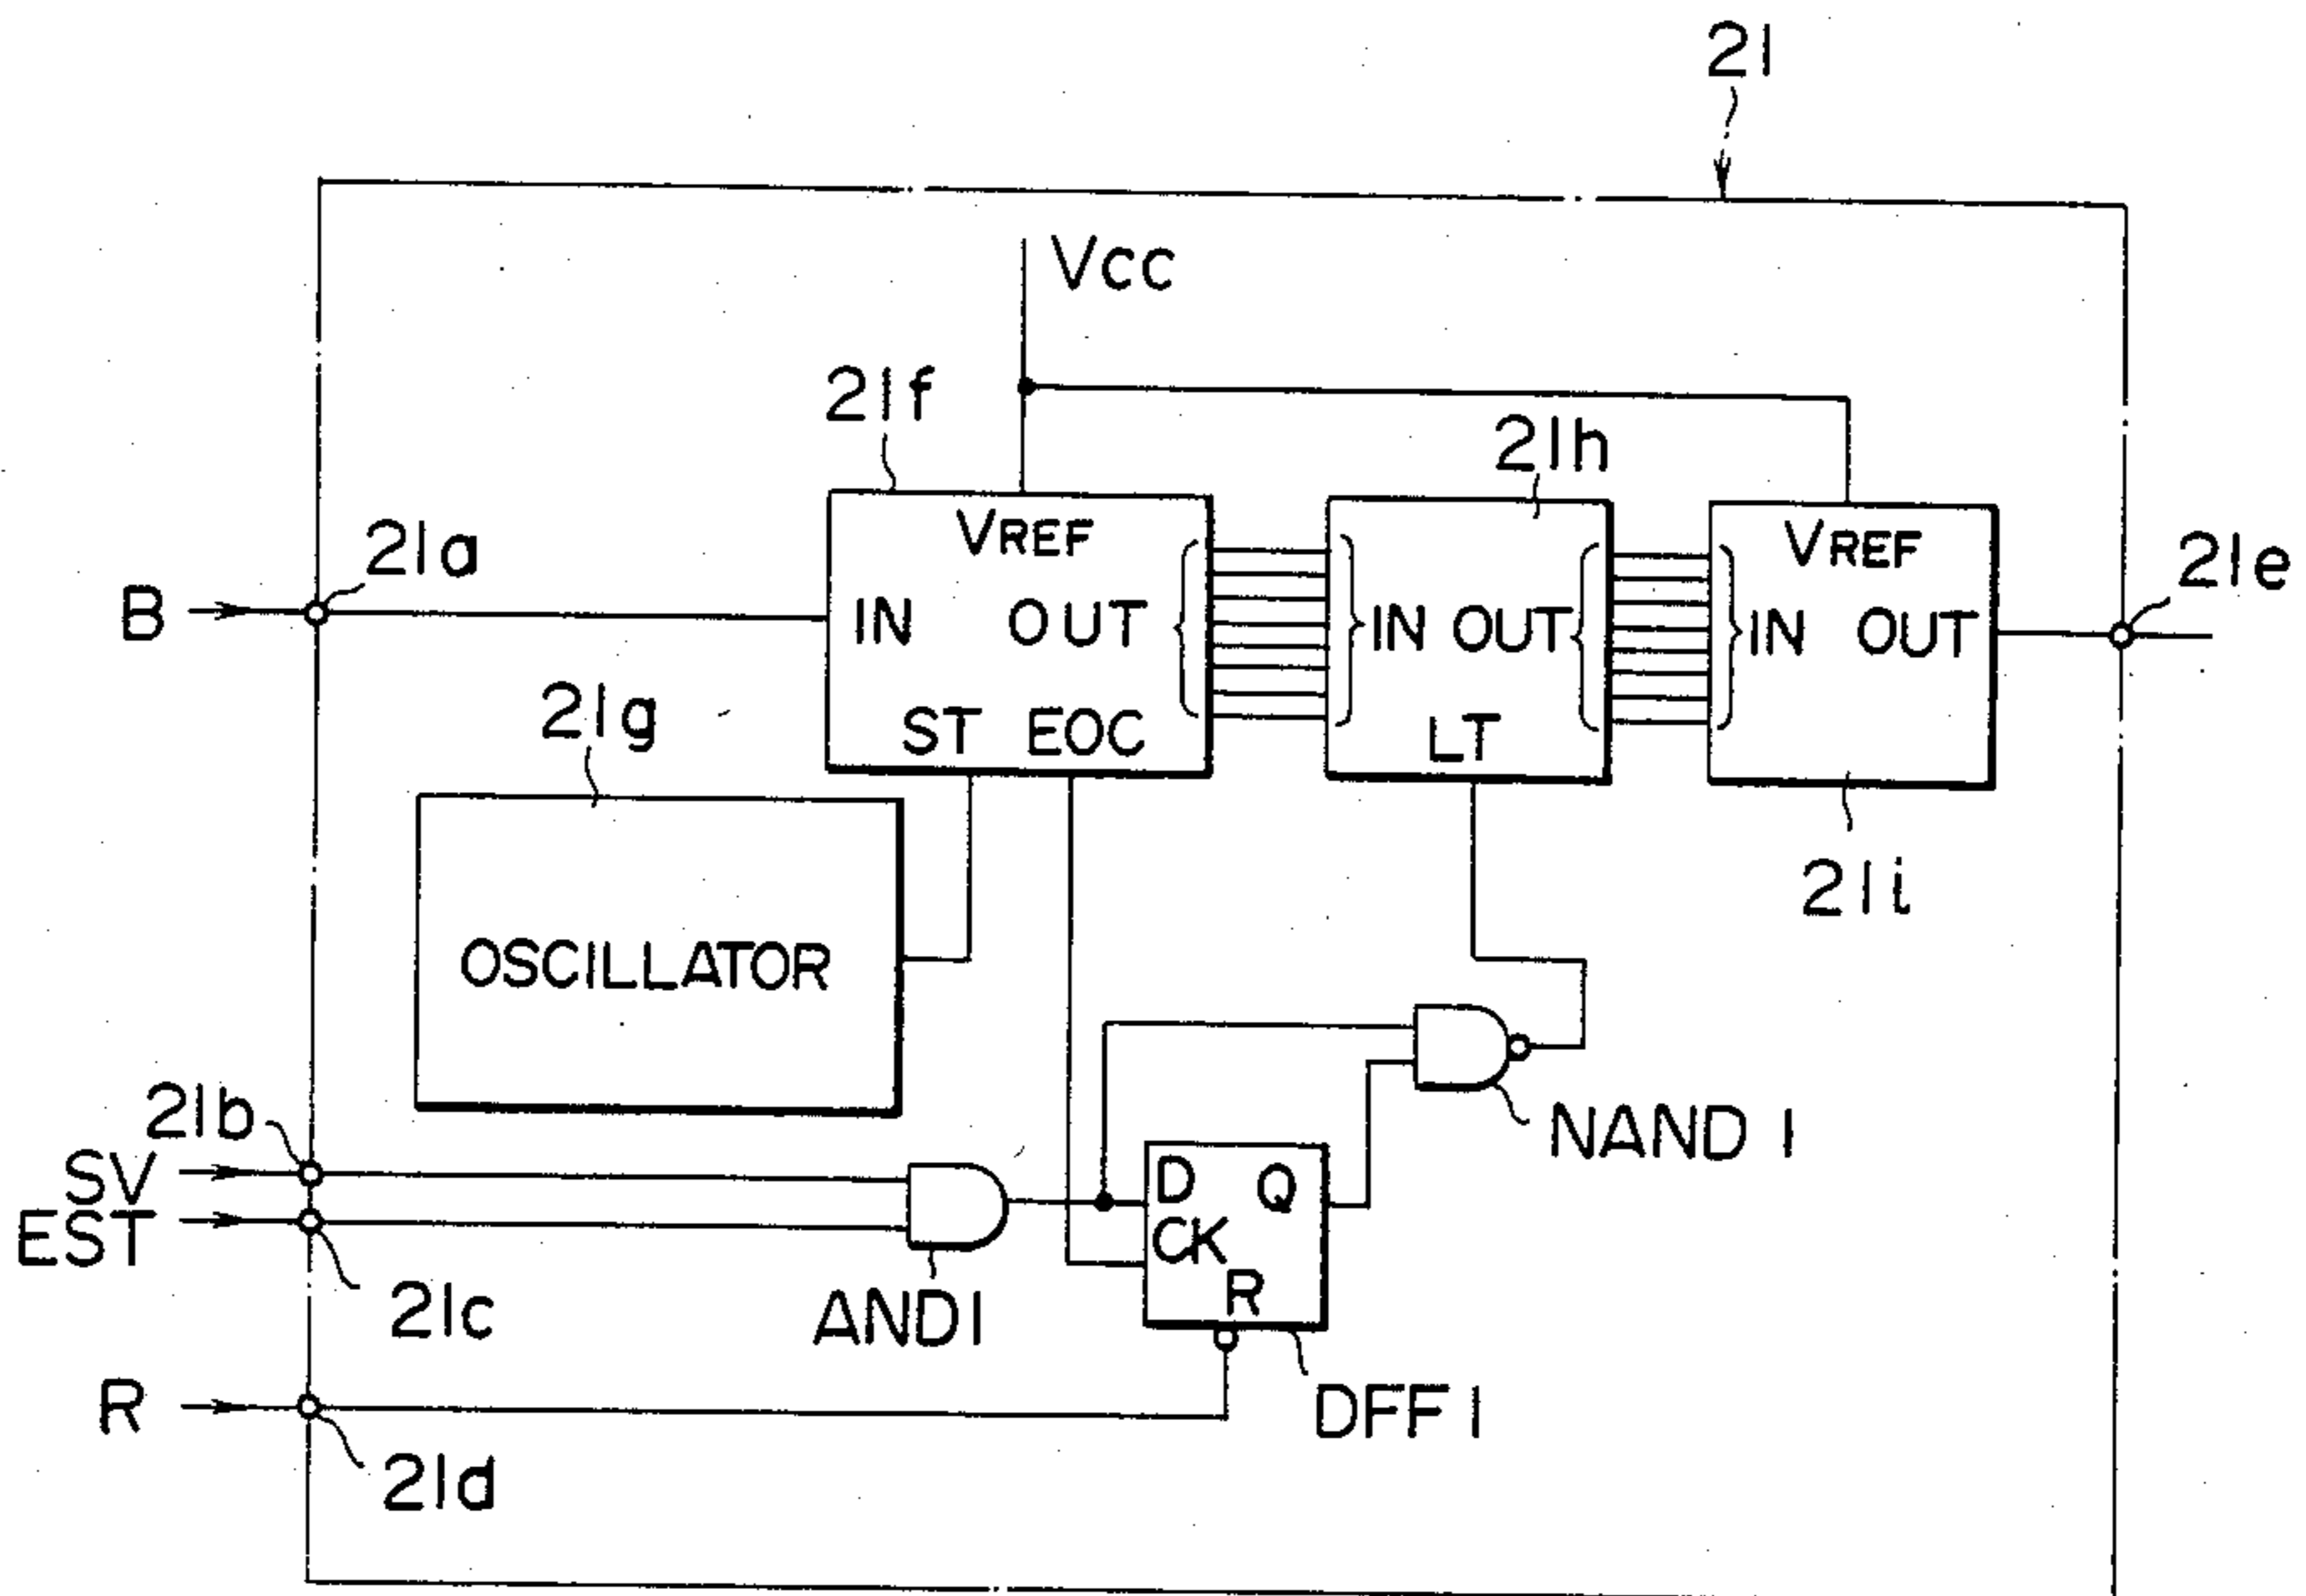 21
Vcc
21f
21h
VREF
VREF
21a
21e
B
IN OUT
IN OUT
IN OUT
21g
ST EOC
LT
21i
OSCILLATOR
21b
NAND 1
SV
D Q
EST
CK
R
21c
AND1
R
DFF1
21d